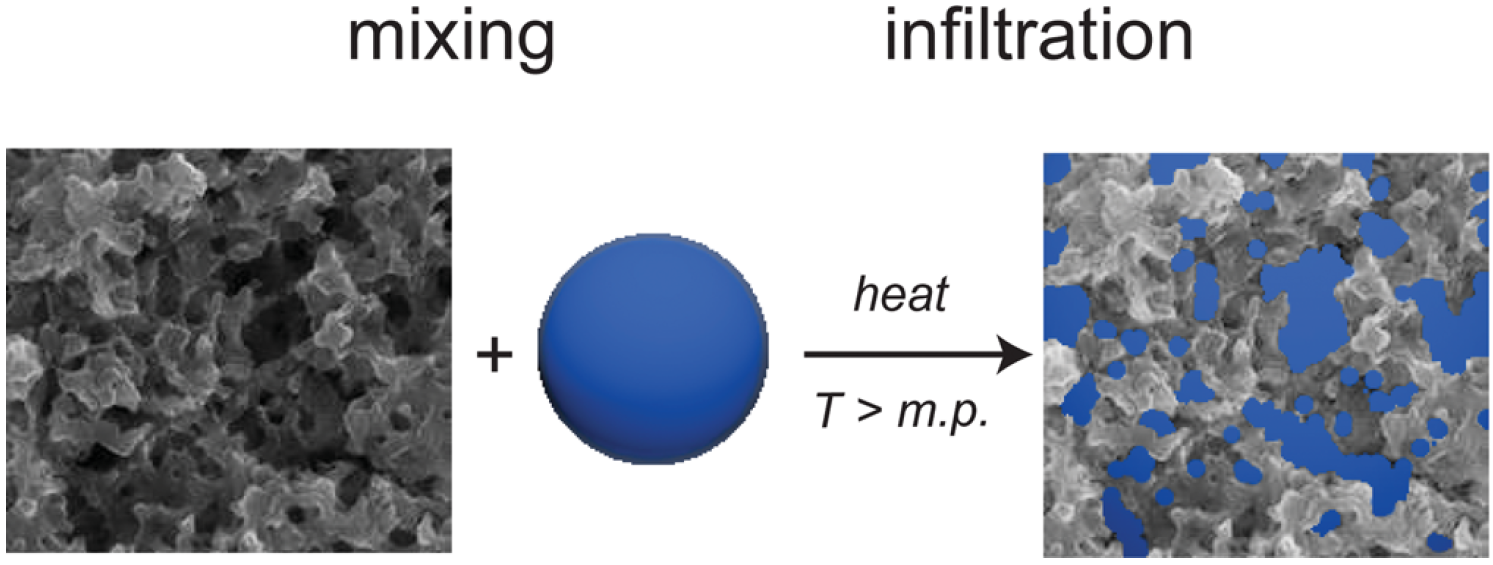 mixing
infiltration
+
heat
T > m.p.